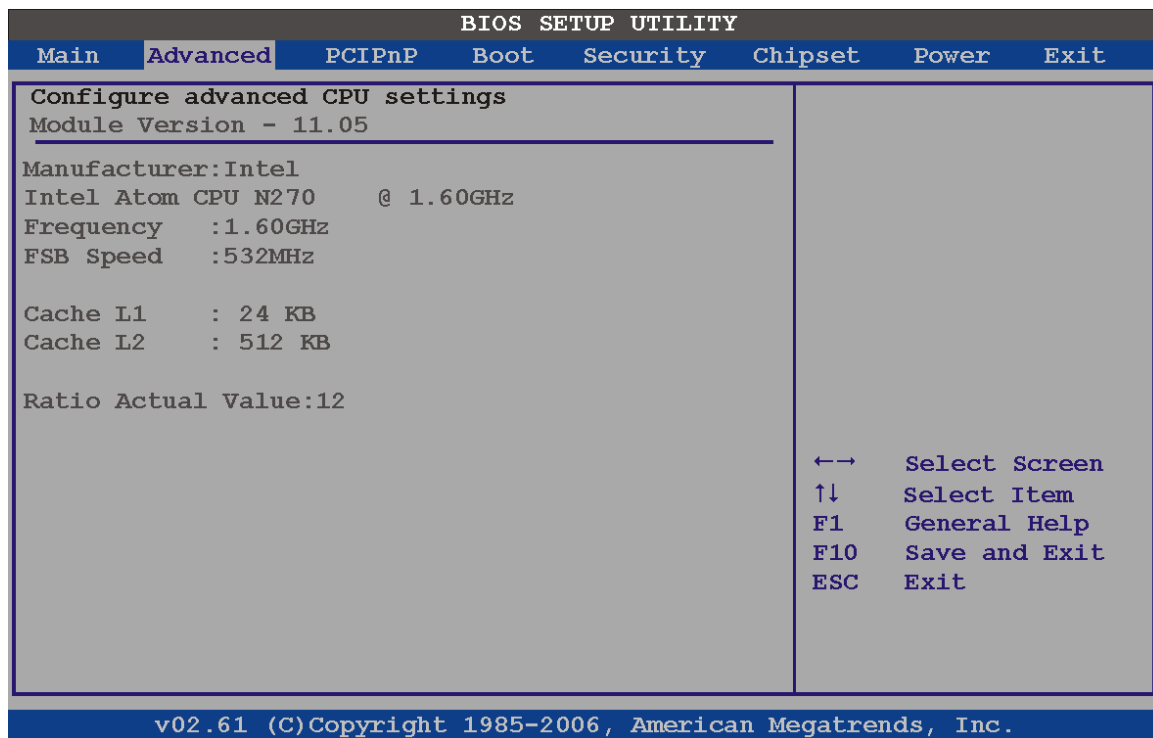 BIOS SETUP UTILITY
Main Advanced PCIPnP Boot Security Chipset Power Exit
Configure advanced CPU settings
Module Version - 11.05
Manufacturer:Intel
Intel Atom CPU N270 @ 1.60GHz
Frequency :1.60GHz
FSB Speed :532MHz
Cache L1 : 24 KB
Cache L2 : 512 KB
Ratio Actual Value:12
←→ Select Screen
↑↓ Select Item
F1 General Help
F10 Save and Exit
ESC Exit
v02.61 (C)Copyright 1985-2006, American Megatrends, Inc.